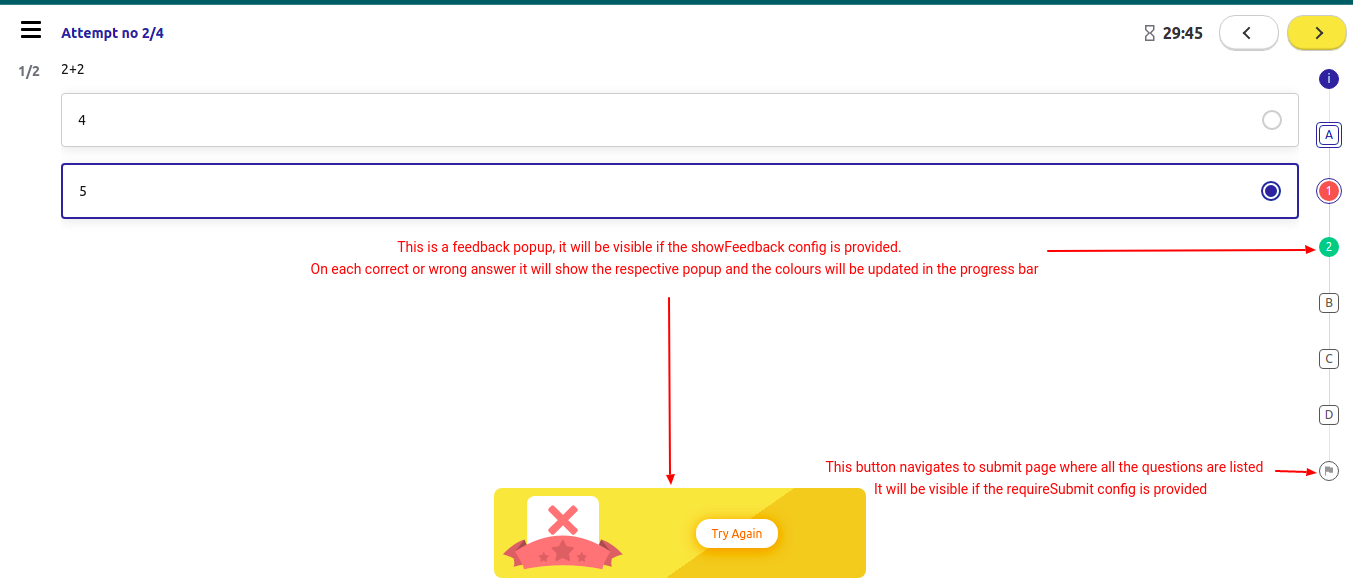 Attempt no 2/4
29:45
1/2
2+2
i
4
A
5
1
This is a feedback popup, it will be visible if the showFeedback config is provided.
2
On each correct or wrong answer it will show the respective popup and the colours will be updated in the progress bar
B
C
D
This button navigates to submit page where all the questions are listed
It will be visible if the requireSubmit config is provided
Try Again